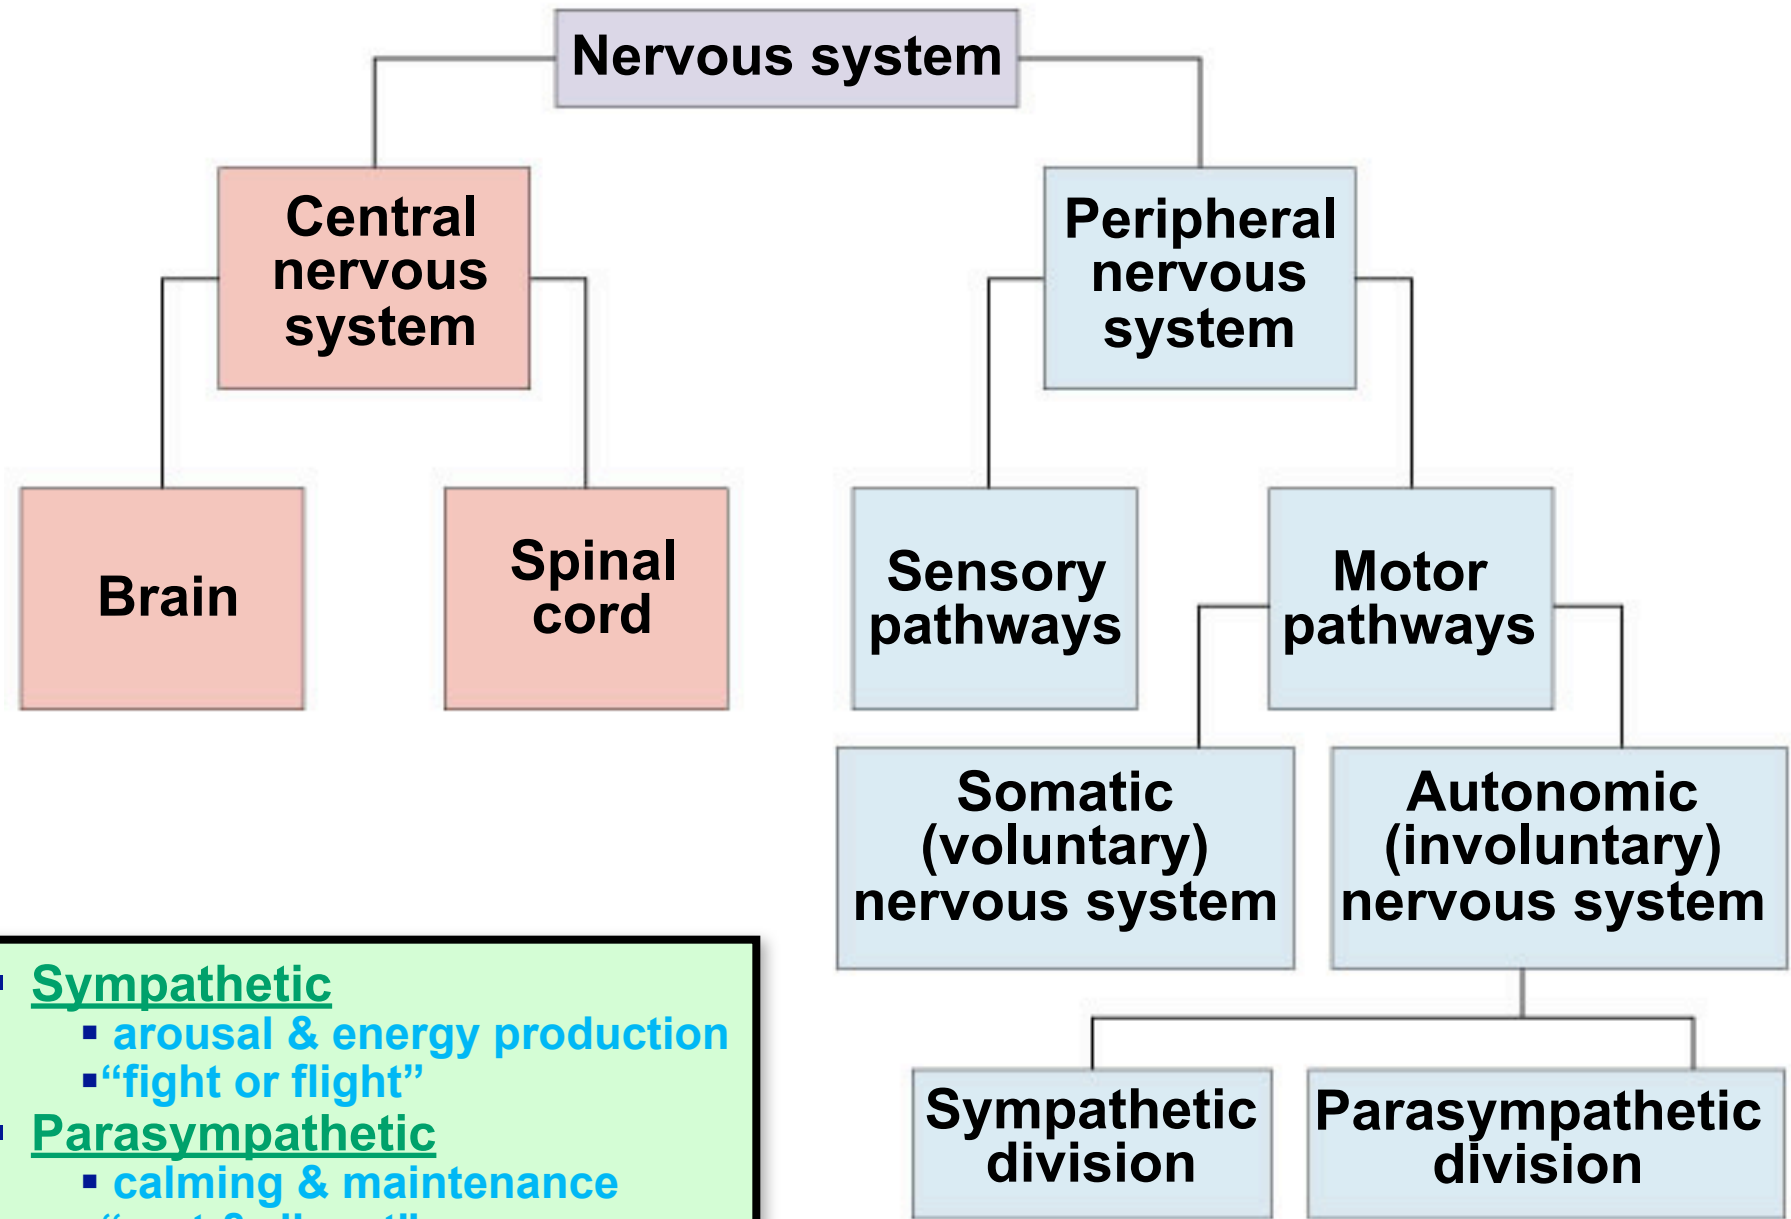 Nervous system
Central
nervous
system
Peripheral
nervous
system
Brain
Spinal
cord
Sensory
pathways
Motor
pathways
Somatic
(voluntary)
nervous system
Autonomic
(involuntary)
nervous system
Sympathetic
division
Parasympathetic
division
▪ Sympathetic
▪ arousal & energy production
▪“fight or flight”
▪ Parasympathetic
▪ calming & maintenance